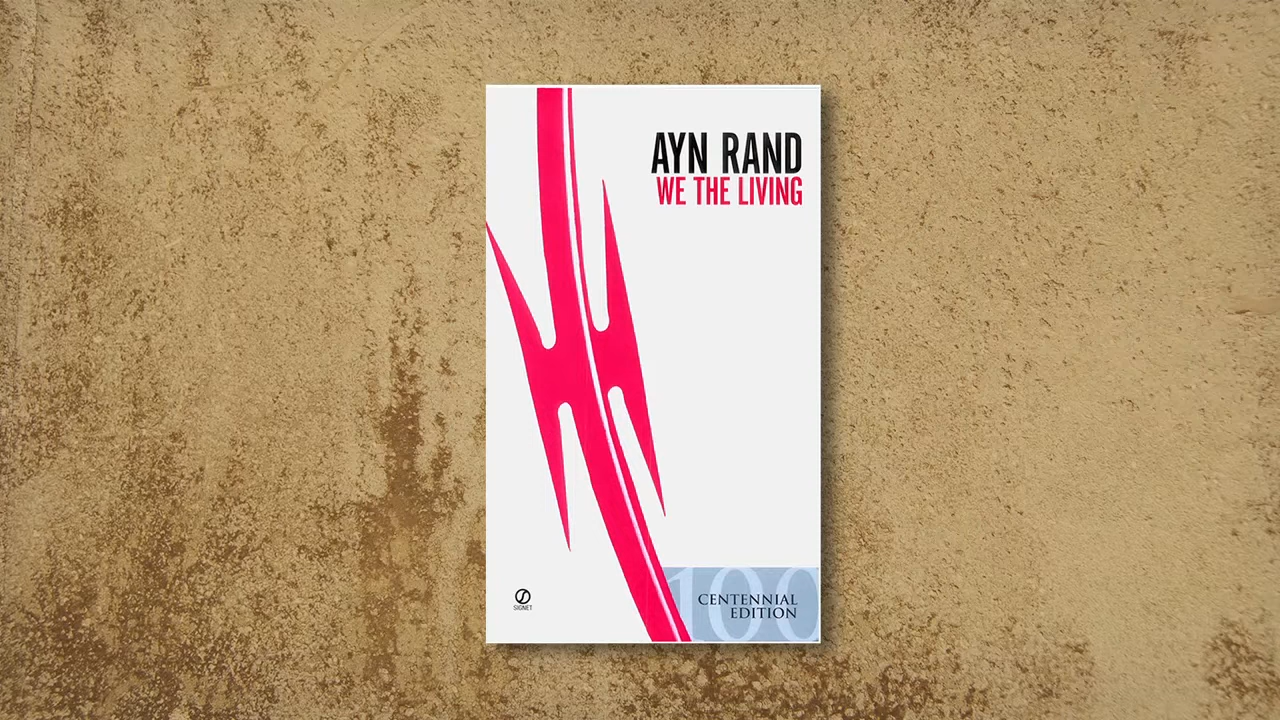 AYN RAND
WE THE LIVING
SIGNET
100
CENTENNIAL
EDITION